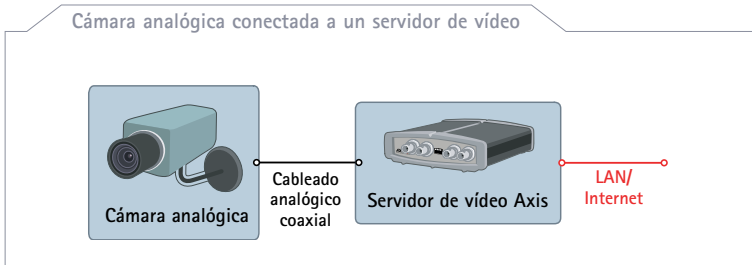 Cámara analógica conectada a un servidor de vídeo
Cámara analógica
Cableado
analógico
coaxial
Servidor de vídeo Axis
LAN/
Internet